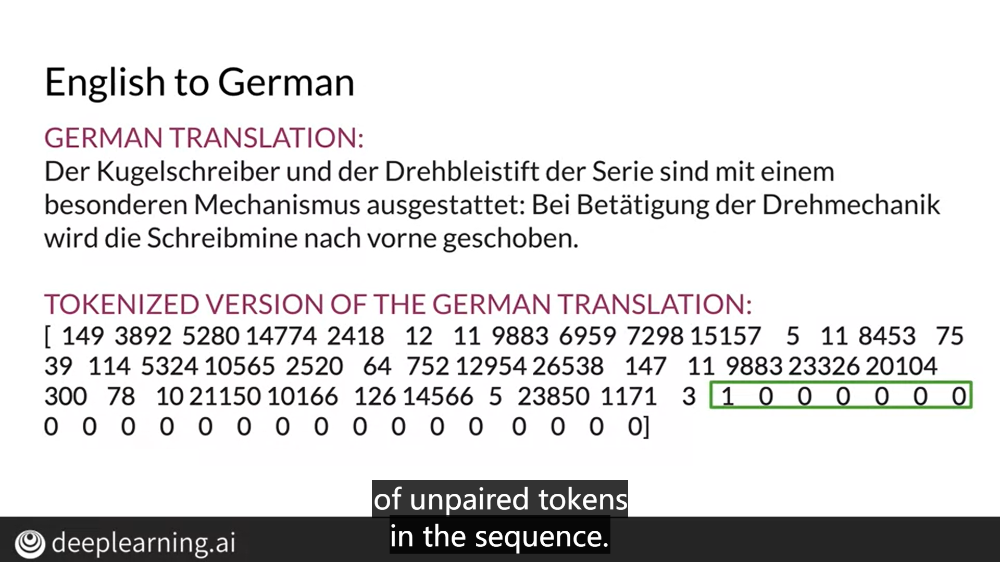 English to German
GERMAN TRANSLATION:
Der Kugelschreiber und der Drehbleistift der Serie sind mit einem
besonderen Mechanismus ausgestattet: Bei Betätigung der Drehmechanik
wird die Schreibmine nach vorne geschoben.
TOKENIZED VERSION OF THE GERMAN TRANSLATION:
[ 149 3892 5280 14774 2418 12 11 9883 6959 7298 15157 5 11 8453 75
39 114 5324 10565 2520 64 752 12954 26538 147 11 9883 23326 20104
300 78 10 21150 10166 126 14566 5 23850 1171 3 1 0 0 0 0 0 0
0 0 0 0 0 0 0 0 0 0 0 0 0 0 0 0]
of unpaired tokens
in the sequence.
deeplearning.ai